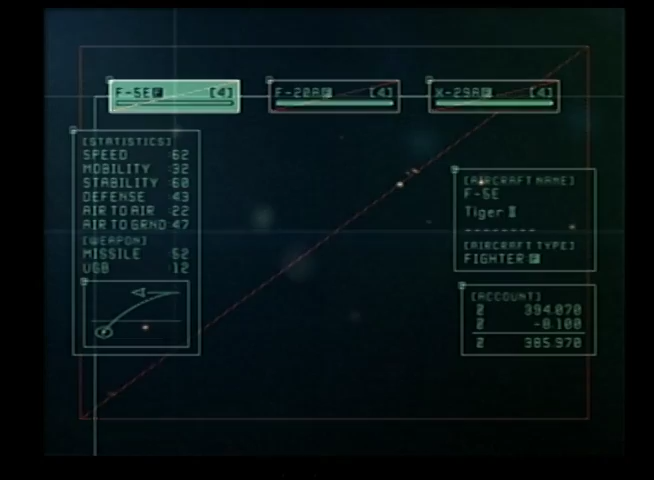 F-5E F [4]
F-20A F [4]
X-29A F [4]
[STATISTICS]
SPEED 62
MOBILITY 32
STABILITY 60
DEFENSE 43
AIR TO AIR 22
AIR TO GRND 47
[WEAPON]
MISSILE 52
UGB 12
[AIRCRAFT NAME]
F-5E
Tiger II
--------
[AIRCRAFT TYPE]
FIGHTER F
[ACCOUNT]
Z 394.070
Z -8.100
Z 385.970